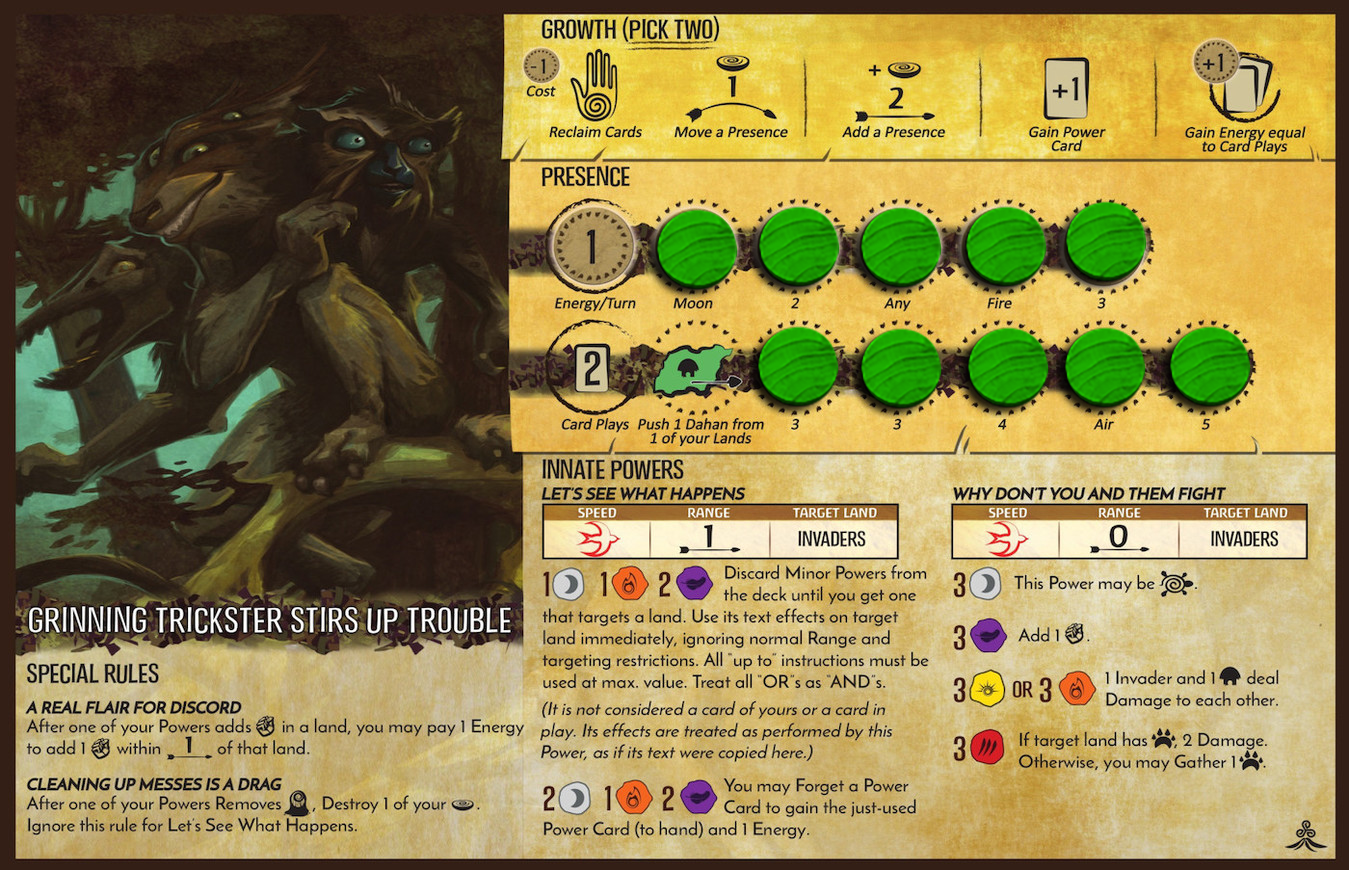 GROWTH (PICK TWO)
-1
Cost
Reclaim Cards
1
Move a Presence
+
2
Add a Presence
+1
Gain Power
Card
+1
Gain Energy equal
to Card Plays
PRESENCE
1
Energy/Turn
Moon
2
Any
Fire
3
2
Card Plays
Push 1 Dahan from
1 of your Lands
3
3
4
Air
5
GRINNING TRICKSTER STIRS UP TROUBLE
SPECIAL RULES
A REAL FLAIR FOR DISCORD
After one of your Powers adds in a land, you may pay 1 Energy
to add 1 within 1 of that land.
CLEANING UP MESSES IS A DRAG
After one of your Powers Removes , Destroy 1 of your .
Ignore this rule for Let's See What Happens.
INNATE POWERS
LET'S SEE WHAT HAPPENS
SPEED RANGE TARGET LAND
1 INVADERS
1 1 2 Discard Minor Powers from
the deck until you get one
that targets a land. Use its text effects on target
land immediately, ignoring normal Range and
targeting restrictions. All "up to" instructions must be
used at max. value. Treat all "OR"s as "AND"s.
(It is not considered a card of yours or a card in
play. Its effects are treated as performed by this
Power, as if its text were copied here.)
2 1 2 You may Forget a Power
Card to gain the just-used
Power Card (to hand) and 1 Energy.
WHY DON'T YOU AND THEM FIGHT
SPEED RANGE TARGET LAND
0 INVADERS
3 This Power may be .
3 Add 1 .
3 OR 3 1 Invader and 1 deal
Damage to each other.
3 If target land has , 2 Damage.
Otherwise, you may Gather 1 .